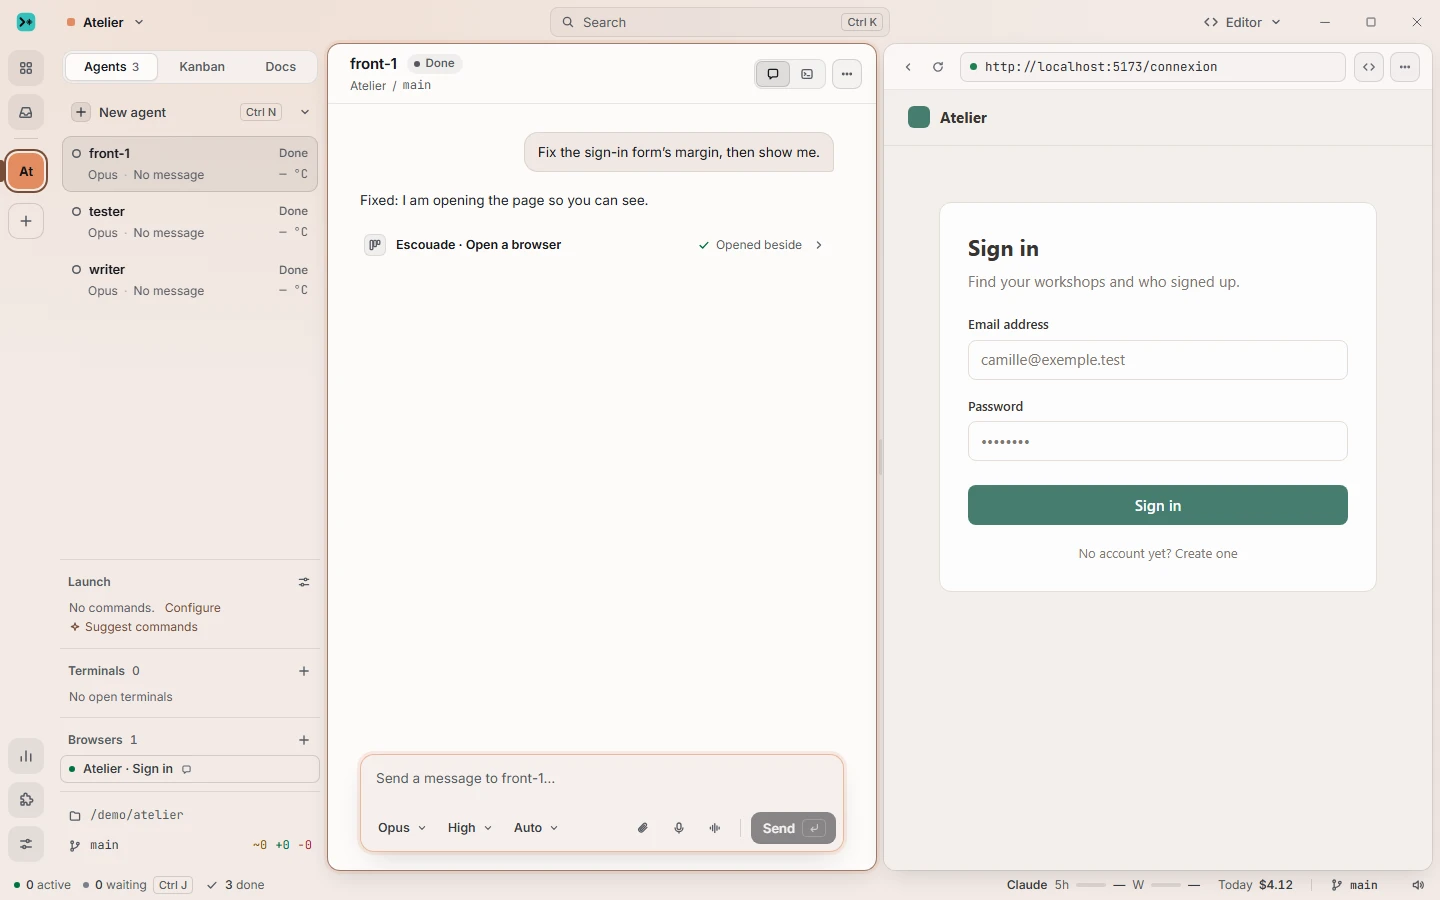 Atelier
Search
Ctrl K
Editor
Agents 3
Kanban
Docs
New agent
Ctrl N
At
front-1
Done
Opus · No message
— °C
tester
Done
Opus · No message
— °C
writer
Done
Opus · No message
— °C
Launch
No commands. Configure
Suggest commands
Terminals 0
No open terminals
Browsers 1
Atelier · Sign in
/demo/atelier
main
~0 +0 -0
front-1
Done
Atelier / main
Fix the sign-in form’s margin, then show me.
Fixed: I am opening the page so you can see.
Escouade · Open a browser
Opened beside
Send a message to front-1...
Opus
High
Auto
Send
http://localhost:5173/connexion
Atelier
Sign in
Find your workshops and who signed up.
Email address
camille@exemple.test
Password
••••••••
Sign in
No account yet? Create one
0 active
0 waiting
Ctrl J
3 done
Claude 5h — W —
Today $4.12
main